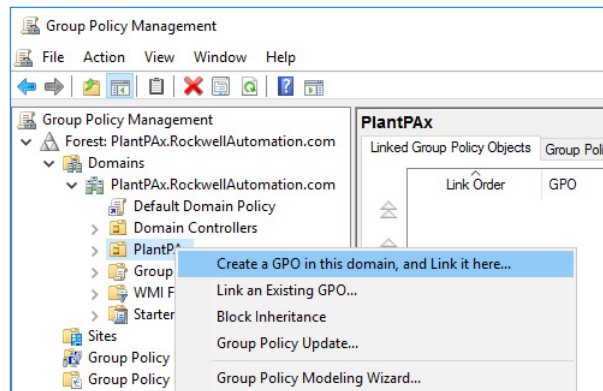 Group Policy Management
File Action View Window Help
Group Policy Management
Forest: PlantPAx.RockwellAutomation.com
Domains
PlantPAx.RockwellAutomation.com
Default Domain Policy
Domain Controllers
PlantPA
Group
WMI F
Starter
Sites
Group Policy
Group Policy
PlantPAx
Linked Group Policy Objects Group Poli
Link Order GPO
Create a GPO in this domain, and Link it here...
Link an Existing GPO...
Block Inheritance
Group Policy Update...
Group Policy Modeling Wizard...